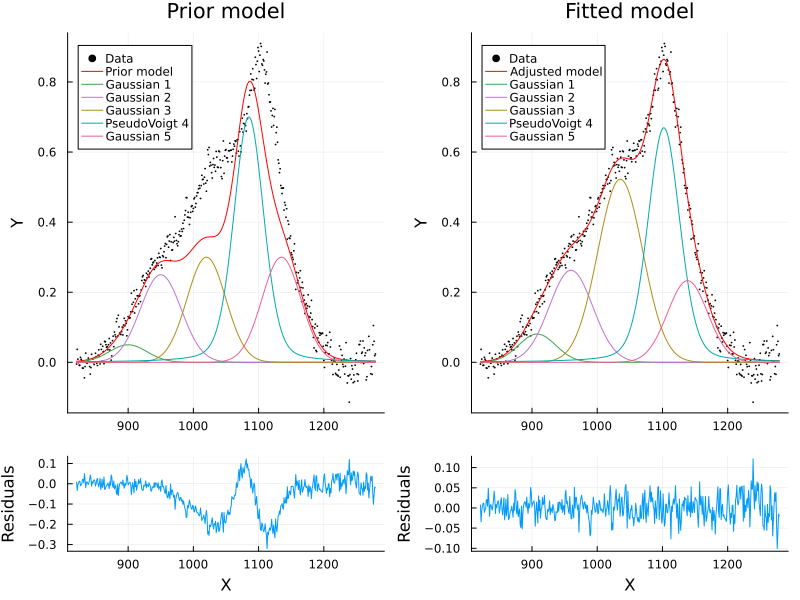 Prior model
Data
Prior model
Gaussian 1
Gaussian 2
Gaussian 3
PseudoVoigt 4
Gaussian 5
Y
0.8
0.6
0.4
0.2
0.0
900 1000 1100 1200
Residuals
0.1
0.0
−0.1
−0.2
−0.3
900 1000 1100 1200
X
Fitted model
Data
Adjusted model
Gaussian 1
Gaussian 2
Gaussian 3
PseudoVoigt 4
Gaussian 5
Y
0.8
0.6
0.4
0.2
0.0
900 1000 1100 1200
Residuals
0.10
0.05
0.00
−0.05
−0.10
900 1000 1100 1200
X